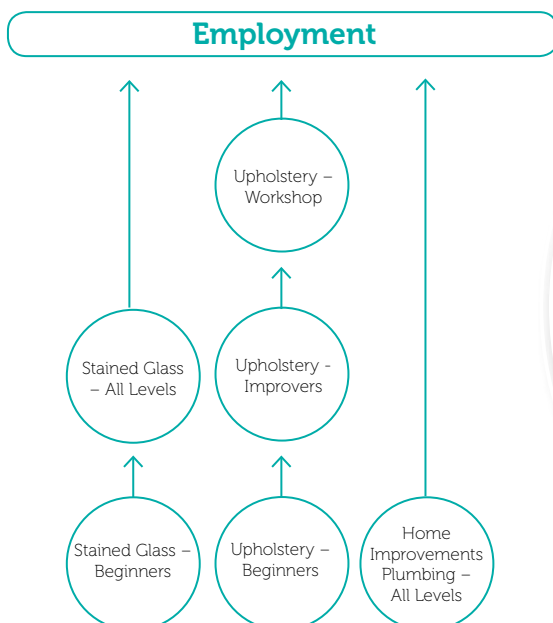 Employment
Upholstery –
Workshop
Stained Glass
– All Levels
Upholstery -
Improvers
Stained Glass –
Beginners
Upholstery –
Beginners
Home
Improvements
Plumbing –
All Levels